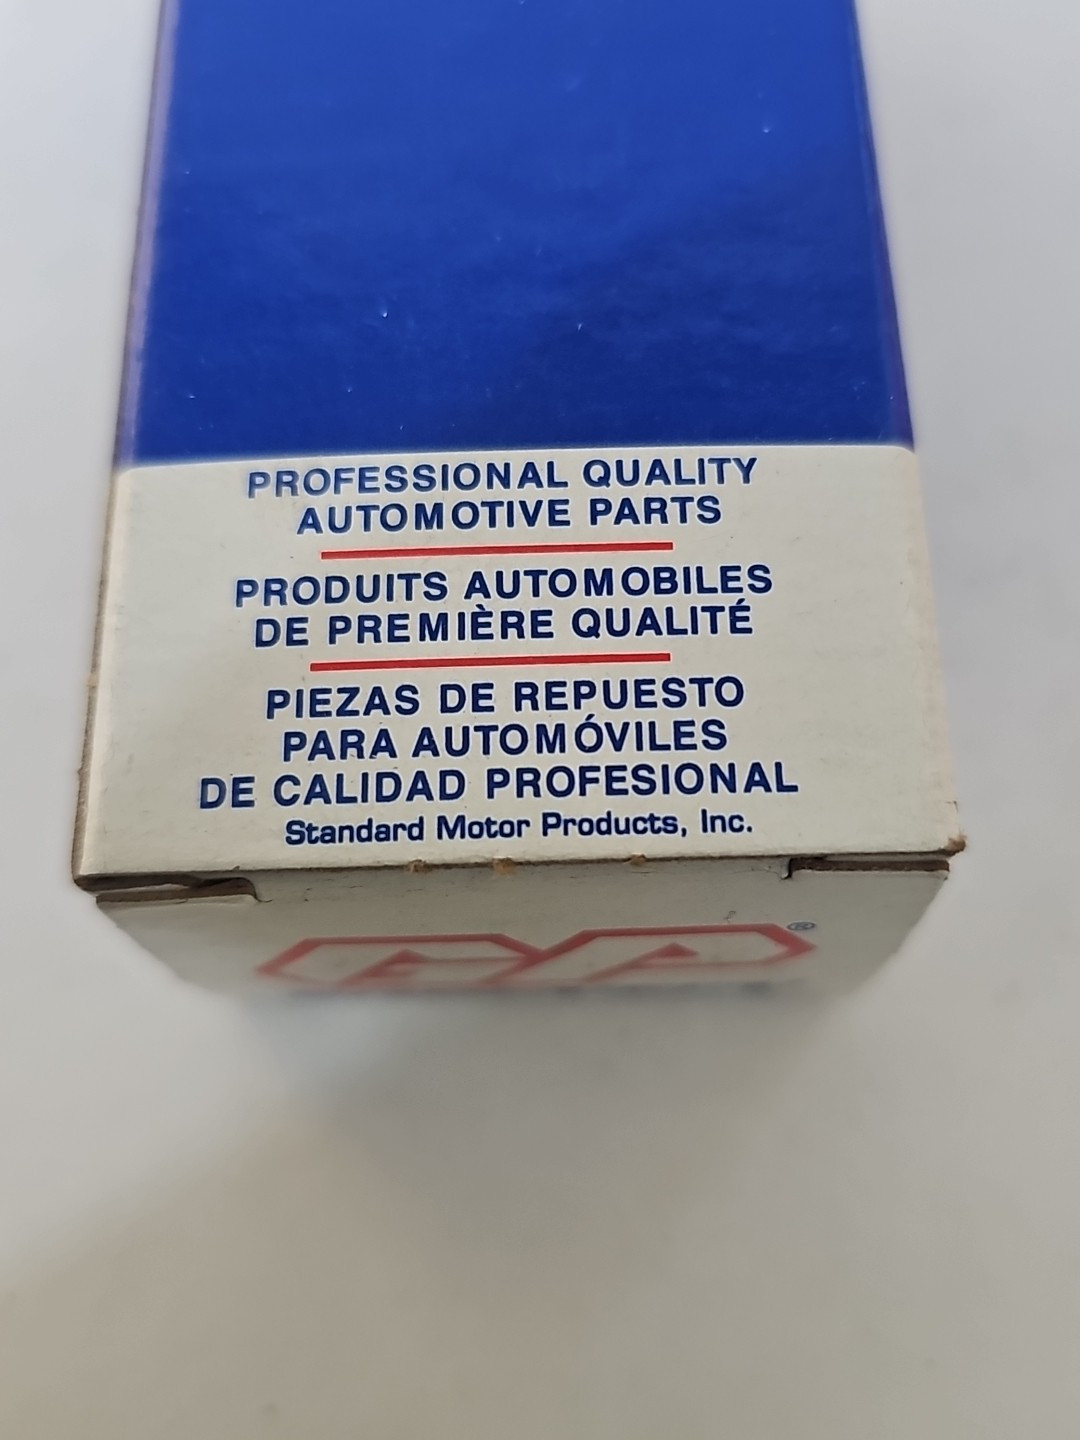 PROFESSIONAL QUALITY
AUTOMOTIVE PARTS
PRODUITS AUTOMOBILES
DE PREMIÈRE QUALITÉ
PIEZAS DE REPUESTO
PARA AUTOMÓVILES
DE CALIDAD PROFESIONAL
Standard Motor Products, Inc.
®